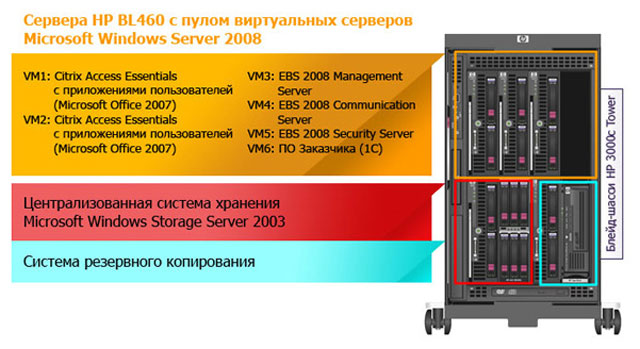 Сервера HP BL460 с пулом виртуальных серверов
Microsoft Windows Server 2008
VM1: Citrix Access Essentials
с приложениями пользователей
(Microsoft Office 2007)
VM2: Citrix Access Essentials
с приложениями пользователей
(Microsoft Office 2007)
VM3: EBS 2008 Management
Server
VM4: EBS 2008 Communication
Server
VM5: EBS 2008 Security Server
VM6: ПО Заказчика (1С)
Централизованная система хранения
Microsoft Windows Storage Server 2003
Система резервного копирования
hp
Блейд-шасси HP 3000c Tower